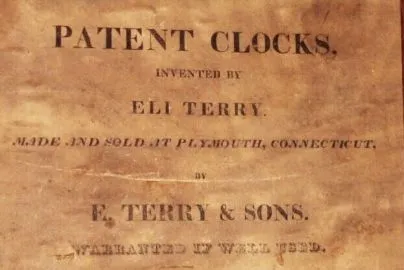 PATENT CLOCKS,
INVENTED BY
ELI TERRY.
MADE AND SOLD AT PLYMOUTH, CONNECTICUT,
BY
E. TERRY & SONS.
WARRANTED IF WELL USED.